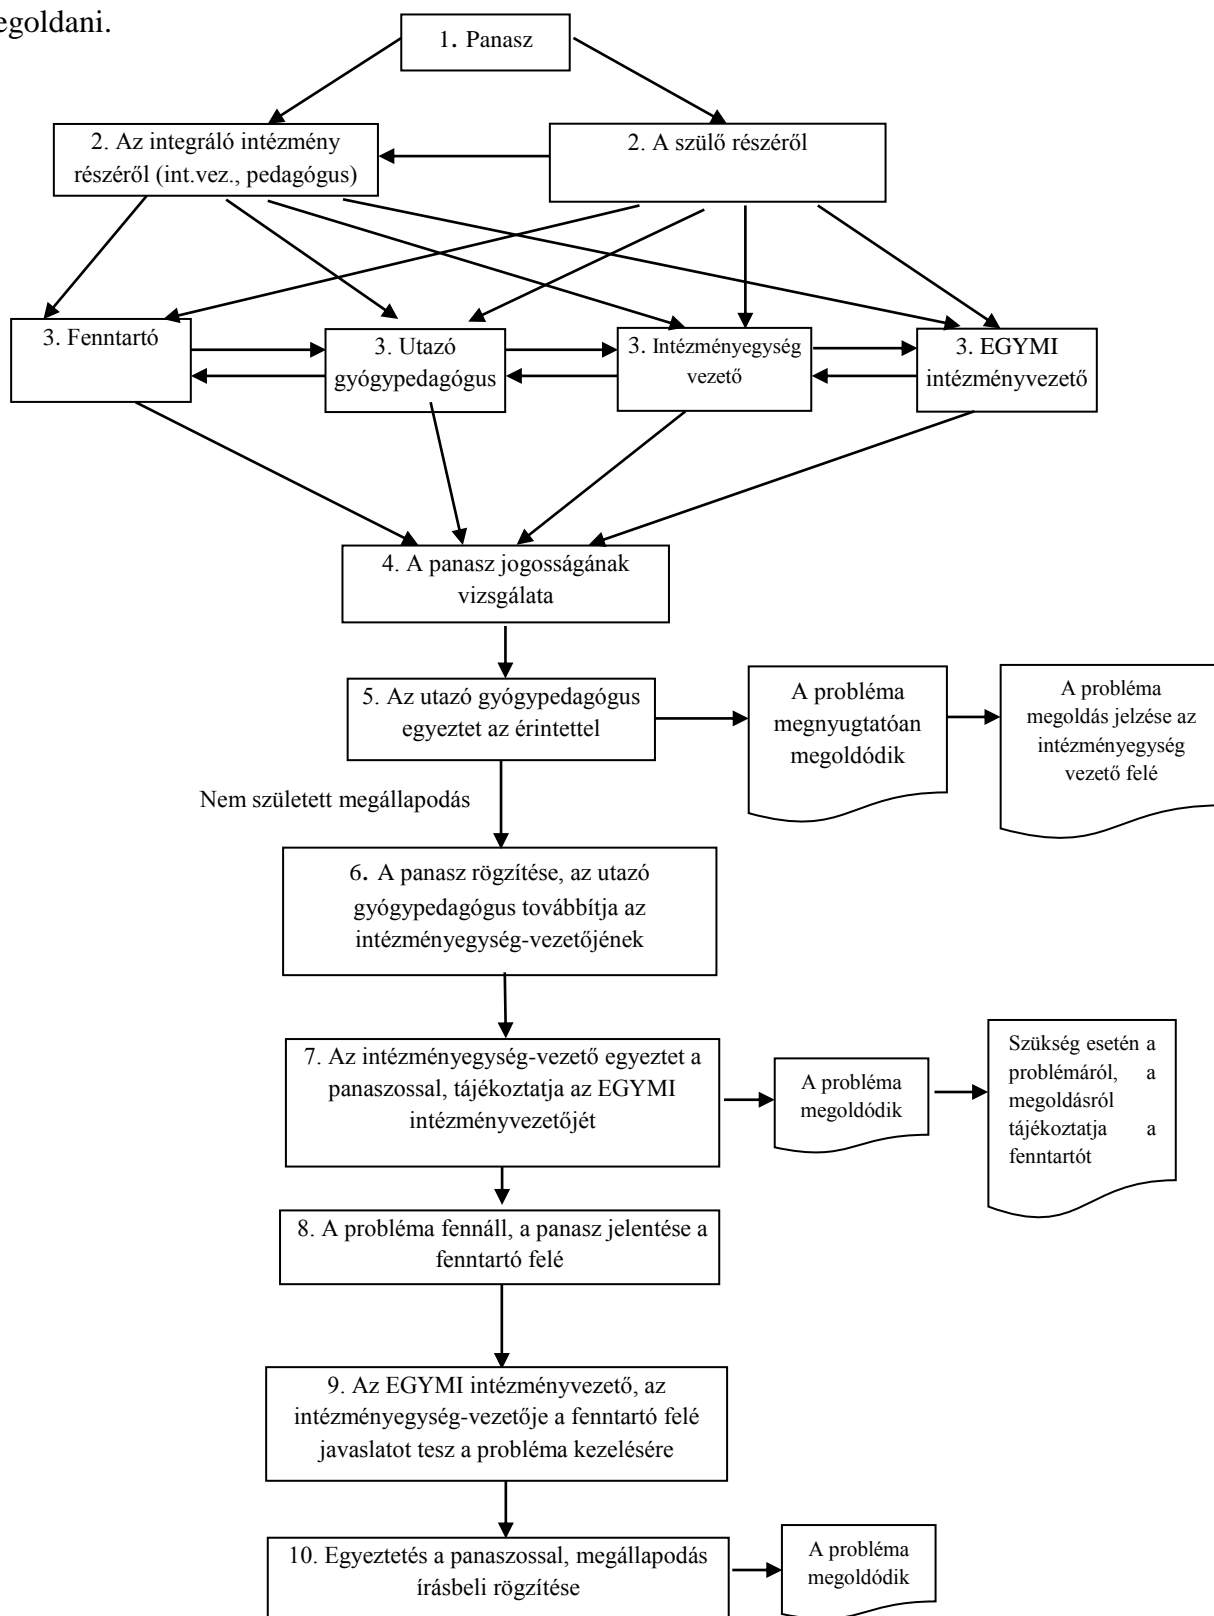 egoldani.
1. Panasz
2. Az integráló intézmény
részéről (int.vez., pedagógus)
2. A szülő részéről
3. Fenntartó
3. Utazó
gyógypedagógus
3. Intézményegység
vezető
3. EGYMI
intézményvezető
4. A panasz jogosságának
vizsgálata
5. Az utazó gyógypedagógus
egyeztet az érintettel
A probléma
megnyugtatóan
megoldódik
A probléma
megoldás jelzése az
intézményegység
vezető felé
Nem született megállapodás
6. A panasz rögzítése, az utazó
gyógypedagógus továbbítja az
intézményegység-vezetőjének
7. Az intézményegység-vezető egyeztet a
panaszossal, tájékoztatja az EGYMI
intézményvezetőjét
A probléma
megoldódik
Szükség esetén a
problémáról, a
megoldásról
tájékoztatja a
fenntartót
8. A probléma fennáll, a panasz jelentése a
fenntartó felé
9. Az EGYMI intézményvezető, az
intézményegység-vezetője a fenntartó felé
javaslatot tesz a probléma kezelésére
10. Egyeztetés a panaszossal, megállapodás
írásbeli rögzítése
A probléma
megoldódik